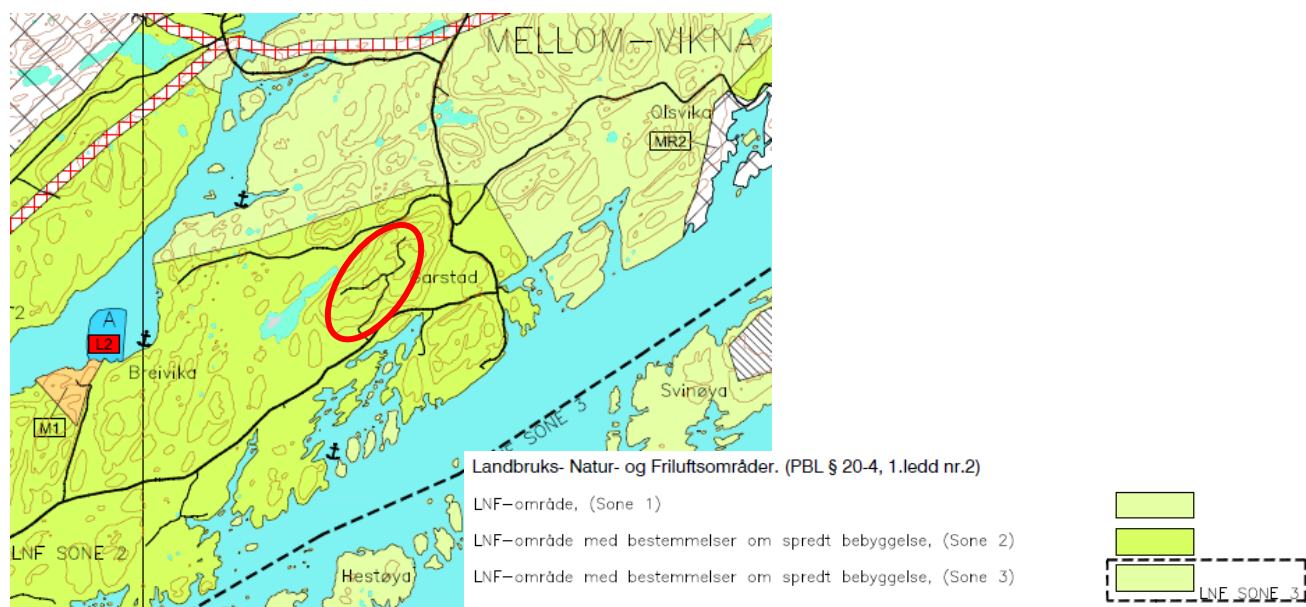 MELLOM-VIKNA
Olsvika
MR2
Garstad
2
A
L2
Breivika
Svinøya
M1
SONE 3
LNF SONE 2
Hestøya
Landbruks- Natur- og Friluftsområder. (PBL § 20-4, 1.ledd nr.2)
LNF-område, (Sone 1)
LNF-område med bestemmelser om spredt bebyggelse, (Sone 2)
LNF-område med bestemmelser om spredt bebyggelse, (Sone 3)
LNF SONE 3